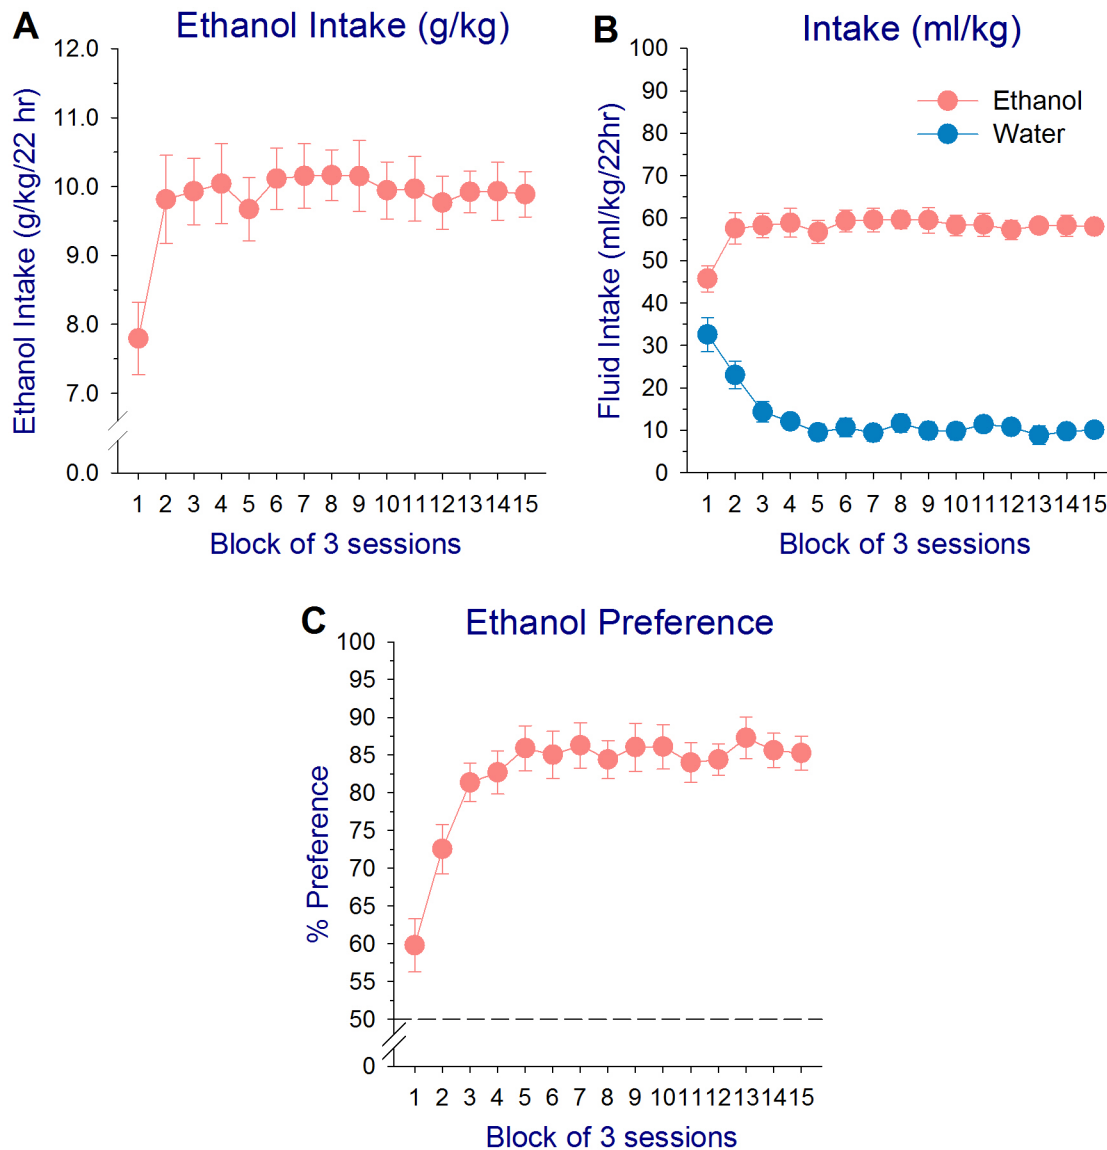 A
Ethanol Intake (g/kg)
Ethanol Intake (g/kg/22 hr)
12.0
11.0
10.0
9.0
8.0
7.0
0.0
1 2 3 4 5 6 7 8 9 10 11 12 13 14 15
Block of 3 sessions
B
Intake (ml/kg)
Fluid Intake (ml/kg/22hr)
100
90
80
70
60
50
40
30
20
10
0
Ethanol
Water
1 2 3 4 5 6 7 8 9 10 11 12 13 14 15
Block of 3 sessions
C
Ethanol Preference
% Preference
100
95
90
85
80
75
70
65
60
55
50
0
1 2 3 4 5 6 7 8 9 10 11 12 13 14 15
Block of 3 sessions